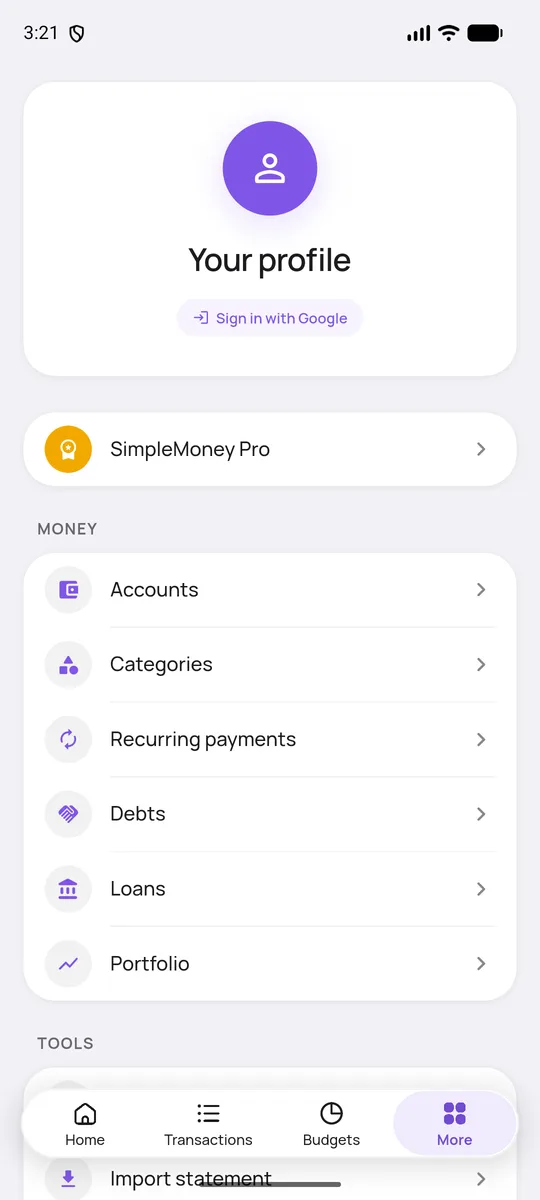 3:21
Your profile
Sign in with Google
SimpleMoney Pro
MONEY
Accounts
Categories
Recurring payments
Debts
Loans
Portfolio
TOOLS
Home
Transactions
Budgets
More
Import statement